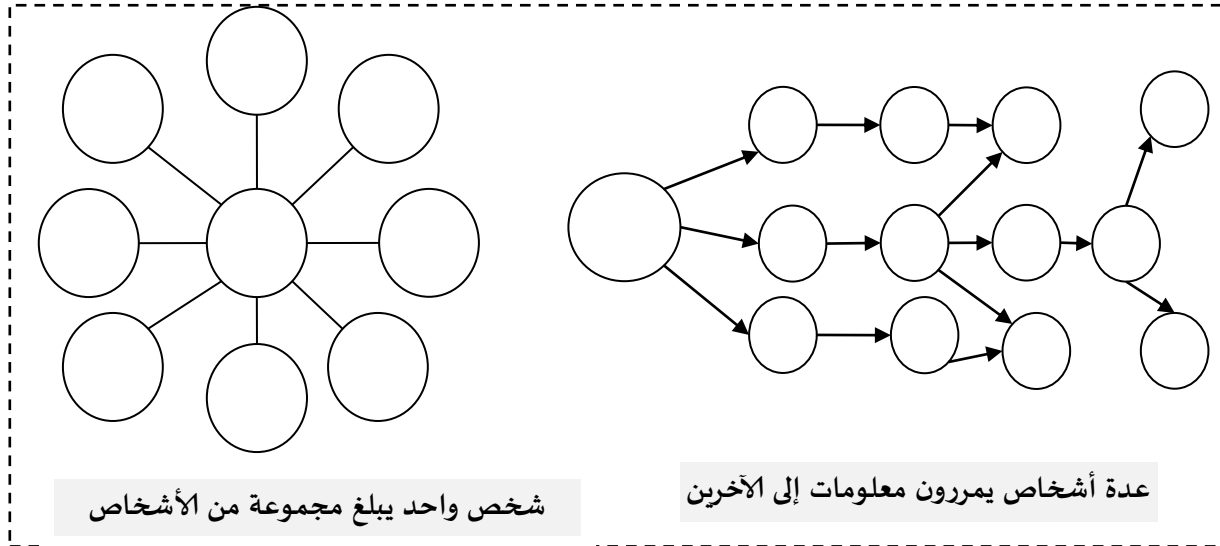 عدة أشخاص يمررون معلومات إلى الآخرين
شخص واحد يبلغ مجموعة من الأشخاص